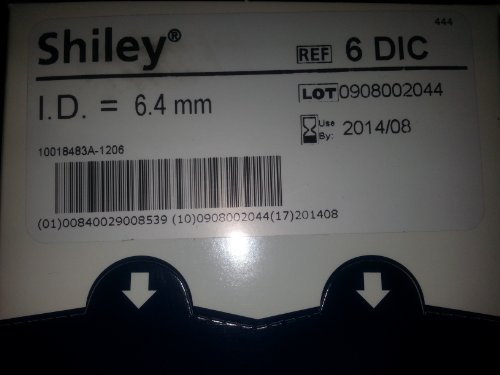 444
Shiley®
REF 6 DIC
I.D. = 6.4 mm
LOT 0908002044
Use By: 2014/08
10018483A-1206
(01)00840029008539 (10)0908002044(17)201408